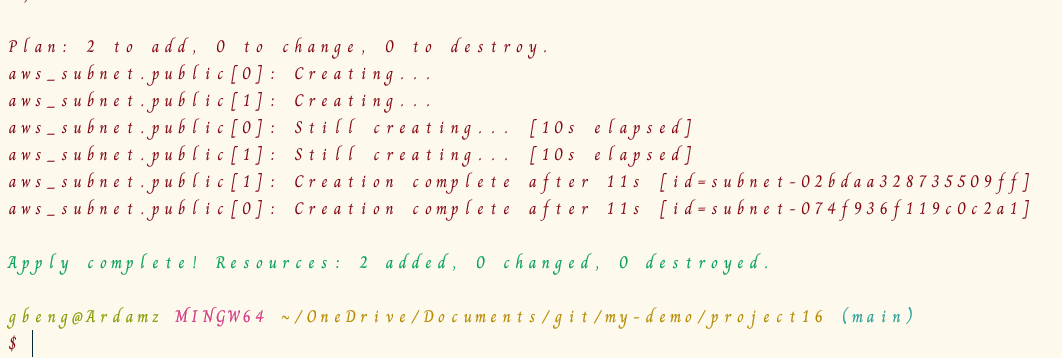 Plan: 2 to add, 0 to change, 0 to destroy.
aws_subnet.public[0]: Creating...
aws_subnet.public[1]: Creating...
aws_subnet.public[0]: Still creating... [10s elapsed]
aws_subnet.public[1]: Still creating... [10s elapsed]
aws_subnet.public[1]: Creation complete after 11s [id=subnet-02bdaa328735509ff]
aws_subnet.public[0]: Creation complete after 11s [id=subnet-074f936f119c0c2a1]
Apply complete! Resources: 2 added, 0 changed, 0 destroyed.
gbeng@Ardamz MINGW64 ~/OneDrive/Documents/git/my-demo/project16 (main)
$